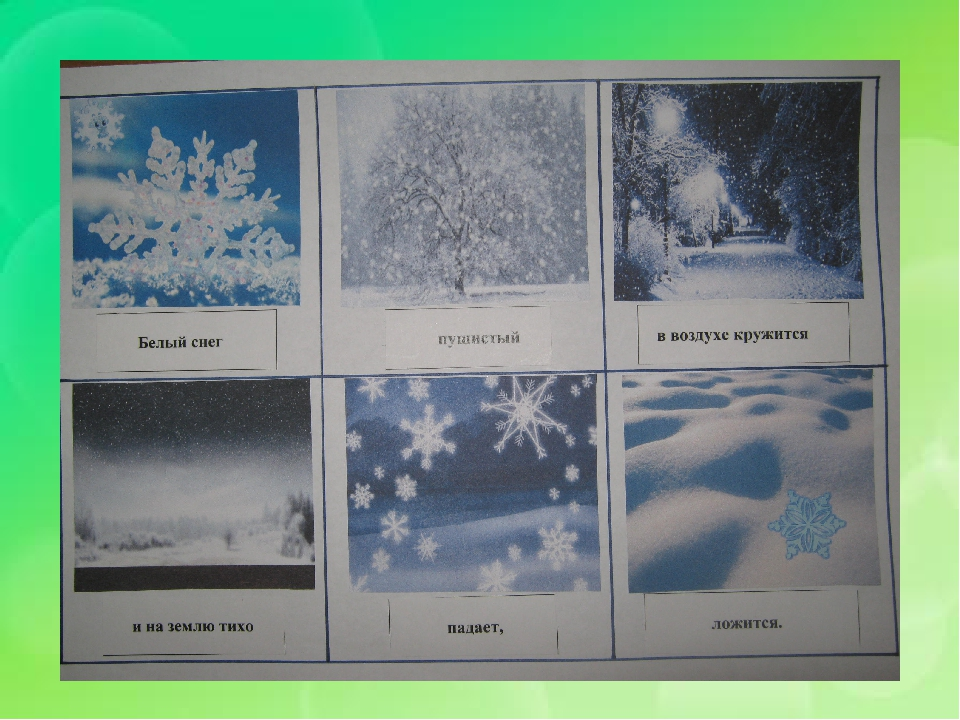 Белый снег
пушистый
в воздухе кружится
и на землю тихо
падает,
ложится.